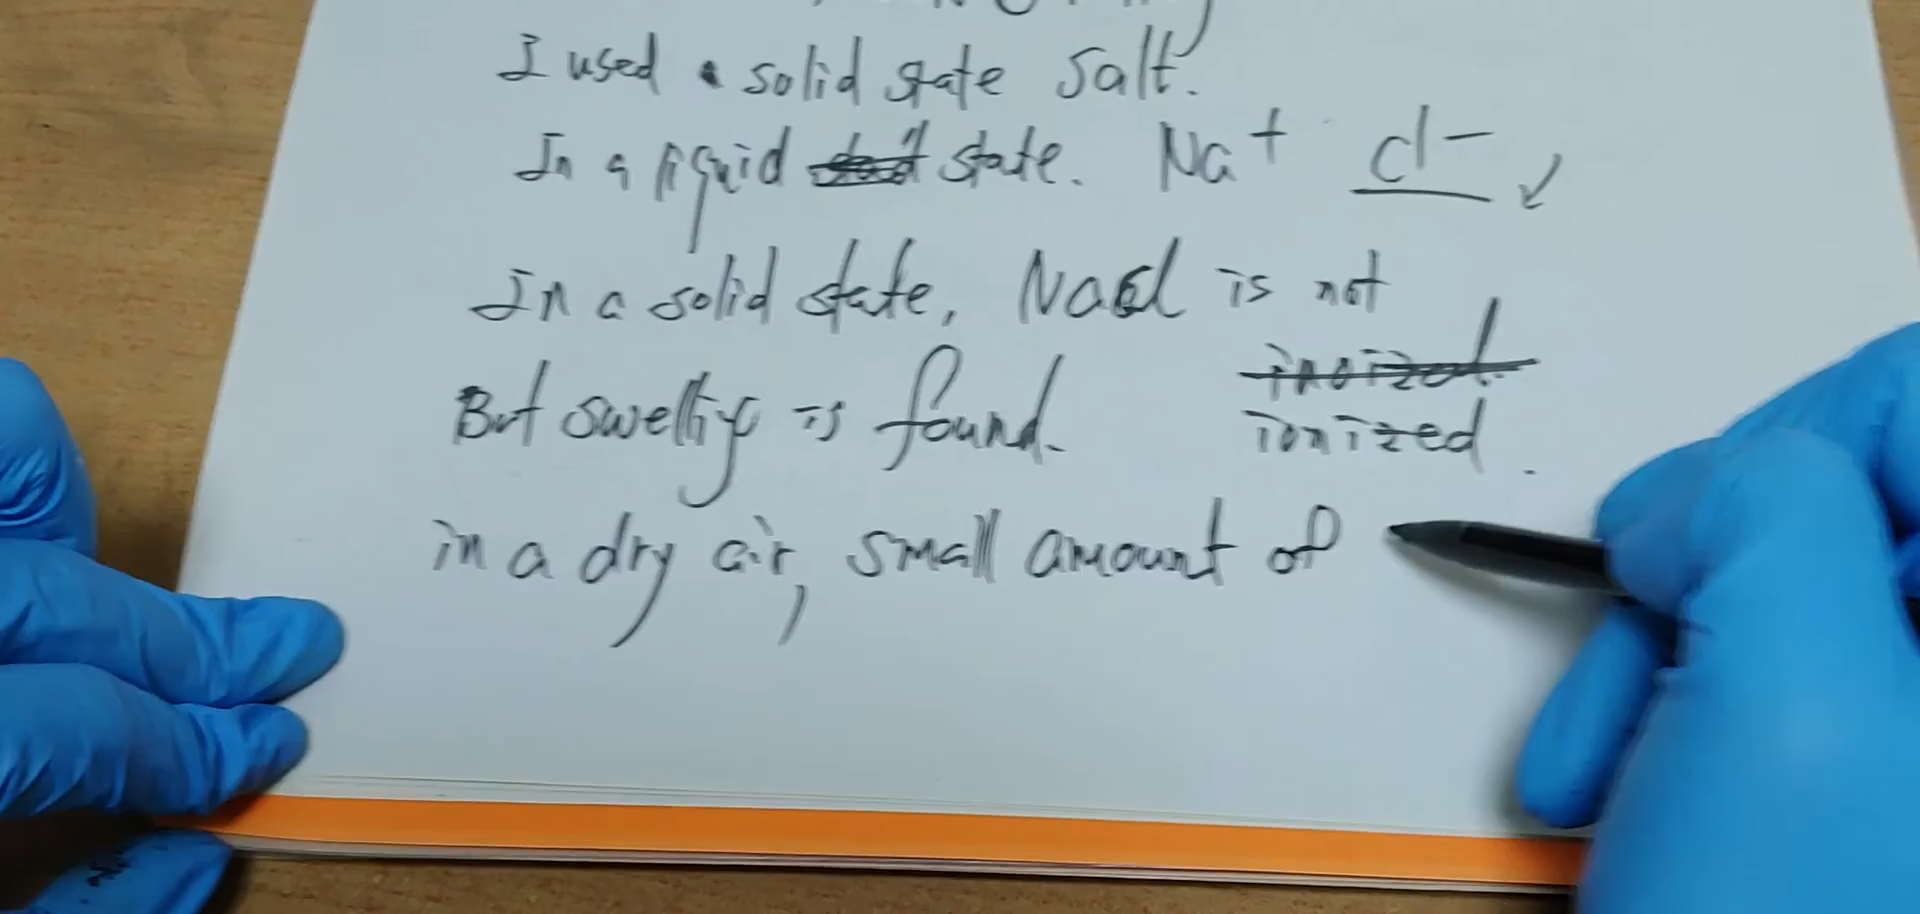 I used a solid state salt.
In a liquid state. Na+ cl-
In a solid state, Nacl is not
inoized
But swelling is found. ionized.
in a dry air, small amount of